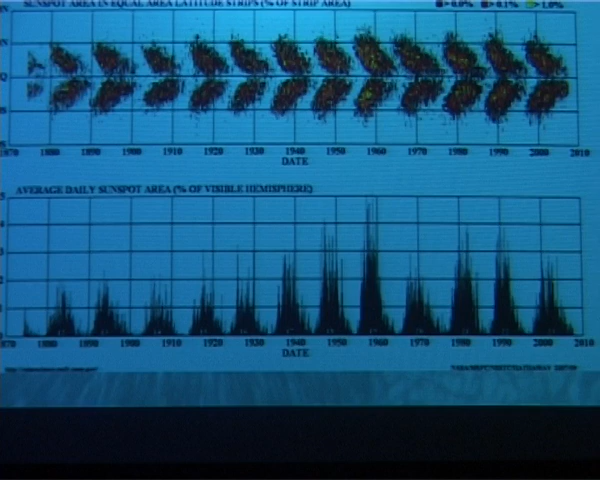 SUNSPOT AREA IN EQUAL AREA LATITUDE STRIPS (% OF STRIP AREA) > 0.0% > 0.1% > 1.0%
1880 1890 1900 1910 1920 1930 1940 1950 1960 1970 1980 1990 2000 2010
DATE
AVERAGE DAILY SUNSPOT AREA (% OF VISIBLE HEMISPHERE)
1880 1890 1900 1910 1920 1930 1940 1950 1960 1970 1980 1990 2000 2010
DATE